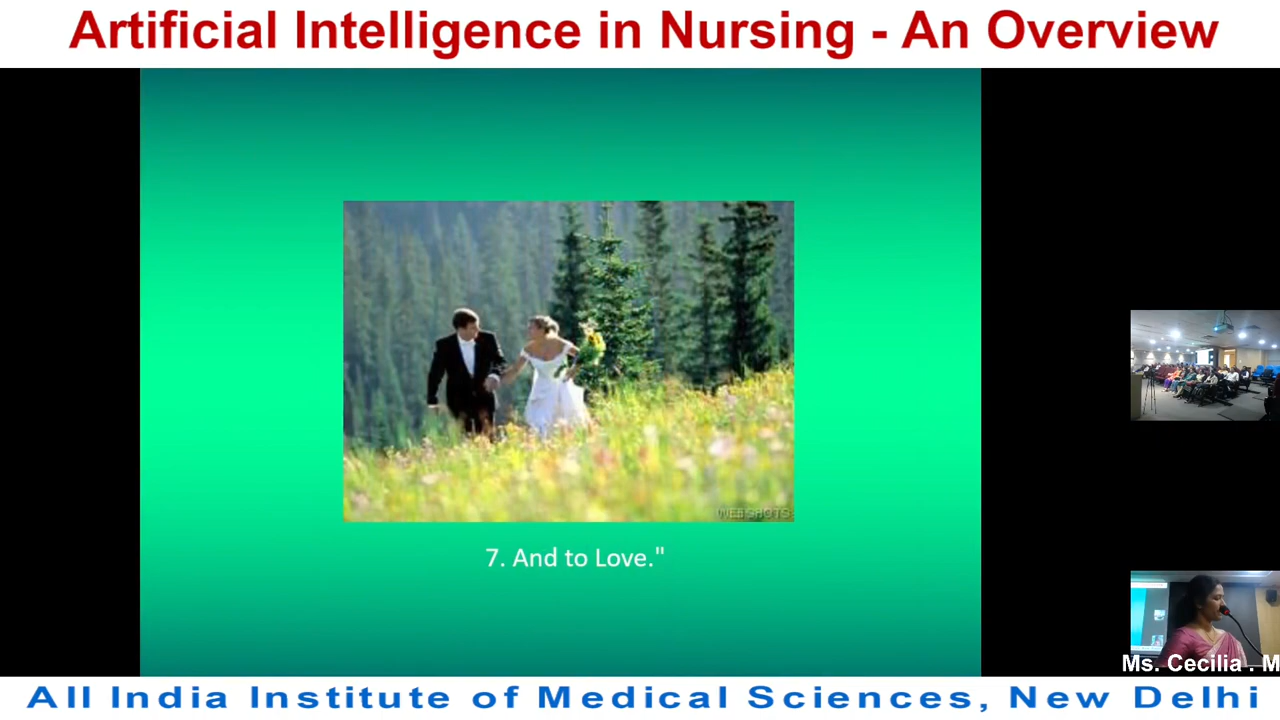 Artificial Intelligence in Nursing - An Overview
WEBSHOTS
7. And to Love."
Ms. Cecilia . M
All India Institute of Medical Sciences, New Delhi